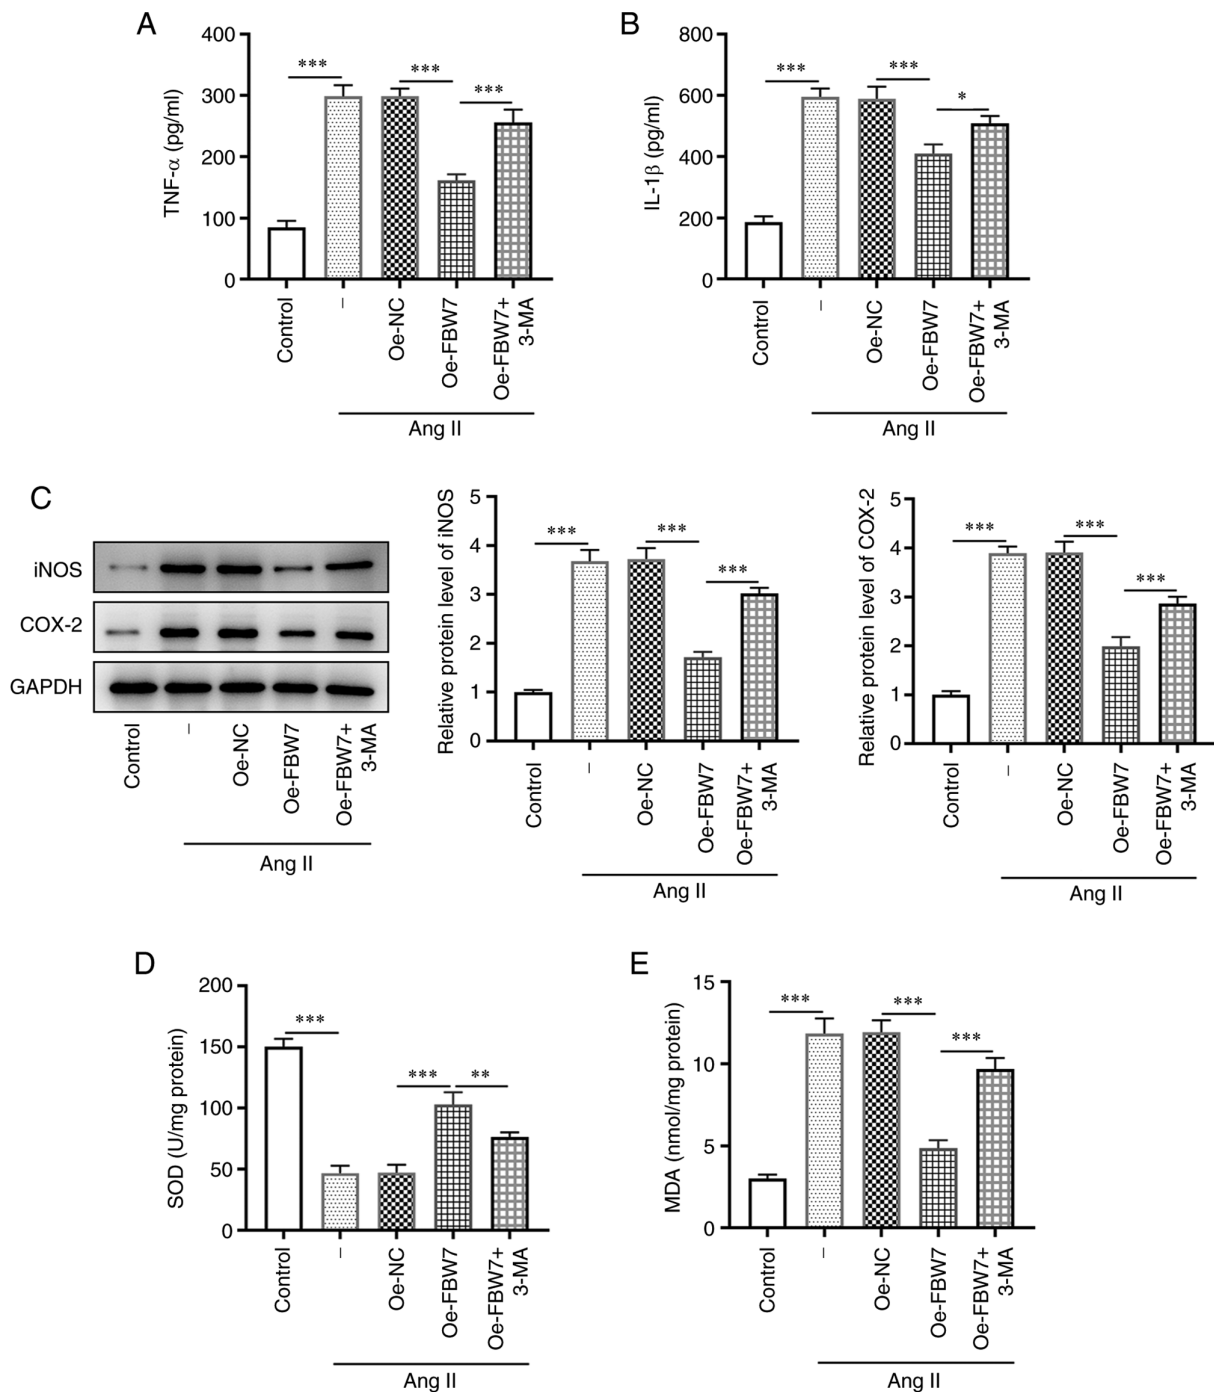 A
TNF-α (pg/ml)
400
300
200
100
0
***
***
***
Control
–
Oe-NC
Oe-FBW7
Oe-FBW7+
3-MA
Ang II
B
IL-1β (pg/ml)
800
600
400
200
0
***
***
*
Control
–
Oe-NC
Oe-FBW7
Oe-FBW7+
3-MA
Ang II
C
iNOS
COX-2
GAPDH
Control
–
Oe-NC
Oe-FBW7
Oe-FBW7+
3-MA
Ang II
Relative protein level of iNOS
5
4
3
2
1
0
***
***
***
Control
–
Oe-NC
Oe-FBW7
Oe-FBW7+
3-MA
Ang II
Relative protein level of COX-2
5
4
3
2
1
0
***
***
***
Control
–
Oe-NC
Oe-FBW7
Oe-FBW7+
3-MA
Ang II
D
SOD (U/mg protein)
200
150
100
50
0
***
***
**
Control
–
Oe-NC
Oe-FBW7
Oe-FBW7+
3-MA
Ang II
E
MDA (nmol/mg protein)
15
10
5
0
***
***
***
Control
–
Oe-NC
Oe-FBW7
Oe-FBW7+
3-MA
Ang II